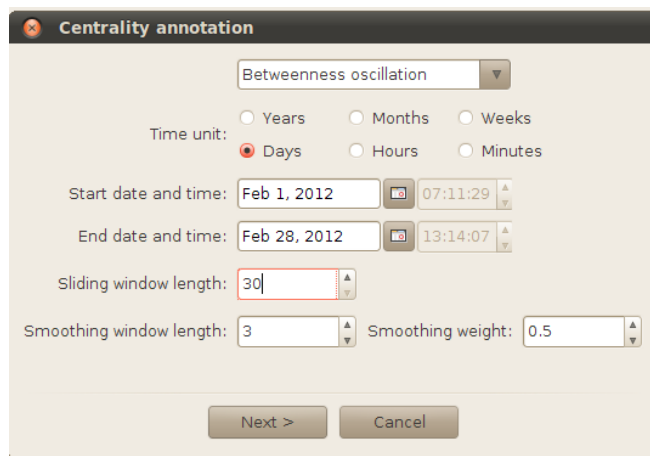 Centrality annotation
Betweenness oscillation
Time unit: Years Months Weeks
Days Hours Minutes
Start date and time: Feb 1, 2012 07:11:29
End date and time: Feb 28, 2012 13:14:07
Sliding window length: 30
Smoothing window length: 3 Smoothing weight: 0.5
Next > Cancel